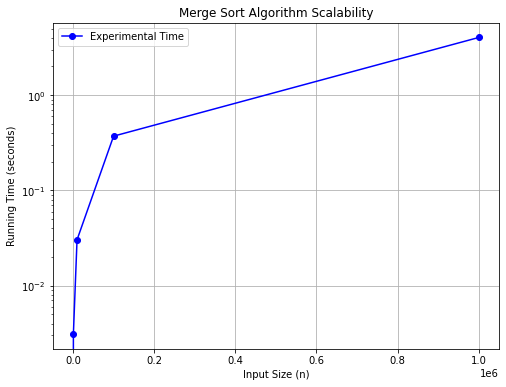 Merge Sort Algorithm Scalability
Experimental Time
Running Time (seconds)
10⁰
10⁻¹
10⁻²
0.0 0.2 0.4 0.6 0.8 1.0
1e6
Input Size (n)